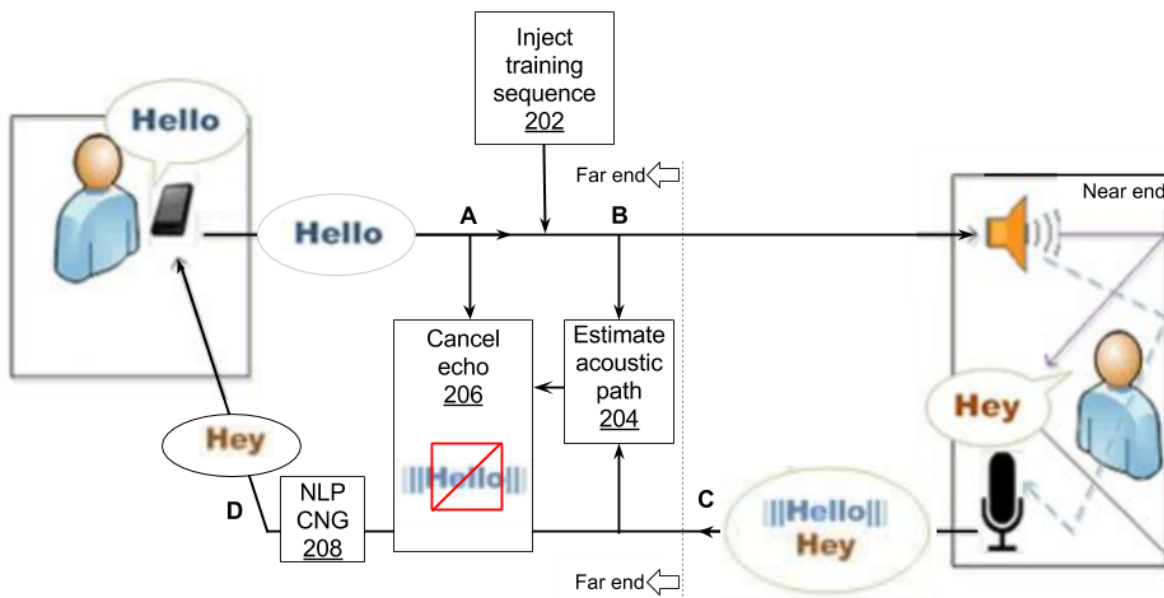 Inject
training
sequence
202
Hello
Far end
Near end
A
B
Hello
Cancel
echo
206
Estimate
acoustic
path
204
Hey
Hello
Hey
NLP
CNG
208
D
C
Hello
Hey
Far end